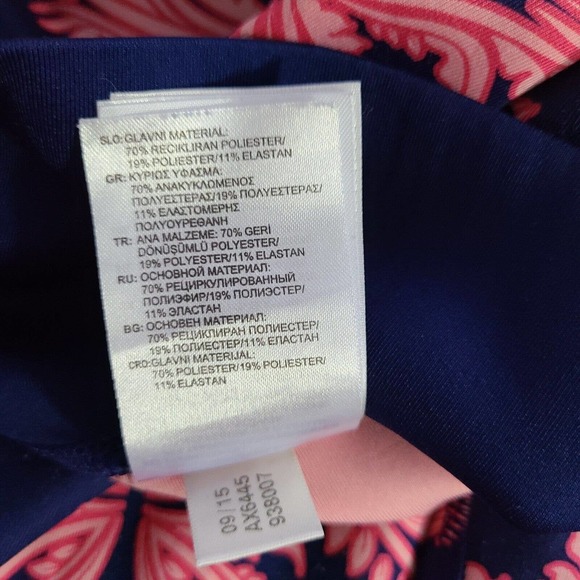 SLO: GLAVNI MATERIAL:
70% RECIKLIRAN POLIESTER/
19% POLIESTER/11% ELASTAN
GR: ΚΥΡΙΩΣ ΥΦΑΣΜΑ:
70% ΑΝΑΚΥΚΛΩΜΕΝΟΣ
ΠΟΛΥΕΣΤΕΡΑΣ/19% ΠΟΛΥΕΣΤΕΡΑΣ/
11% ΕΛΑΣΤΟΜΕΡΗΣ
ΠΟΛΥΟΥΡΕΘΑΝΗ
TR: ANA MALZEME: 70% GERİ
DÖNÜŞÜMLÜ POLYESTER/
19% POLYESTER/11% ELASTAN
RU: ОСНОВНОЙ МАТЕРИАЛ:
70% РЕЦИРКУЛИРОВАННЫЙ
ПОЛИЭФИР/19% ПОЛИЭСТЕР/
11% ЭЛАСТАН
BG: ОСНОВЕН МАТЕРИАЛ:
70% РЕЦИКЛИРАН ПОЛИЕСТЕР/
19% ПОЛИЕСТЕР/11% ЕЛАСТАН
CRD: GLAVNI MATERIJAL:
70% POLIESTER/19% POLIESTER/
11% ELASTAN
09/15
AX6445
938007